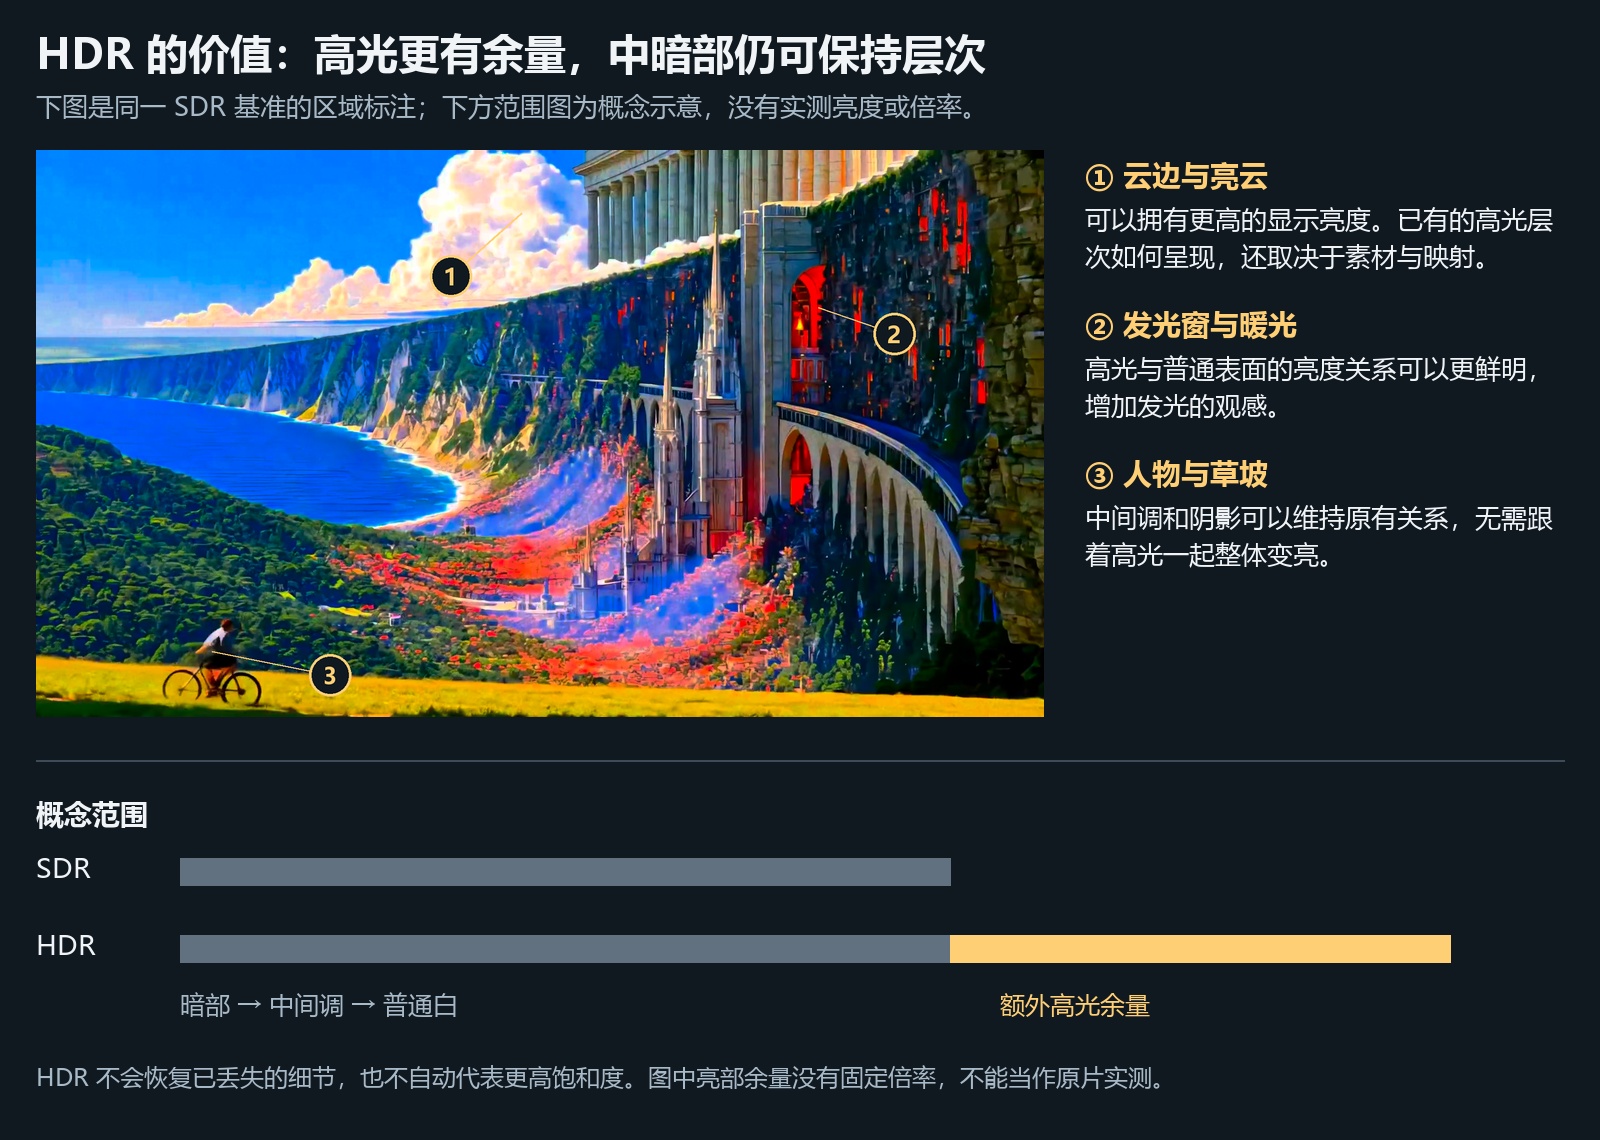 HDR 的价值：高光更有余量，中暗部仍可保持层次
下图是同一 SDR 基准的区域标注；下方范围图为概念示意，没有实测亮度或倍率。
1
2
3
① 云边与亮云
可以拥有更高的显示亮度。已有的高光层
次如何呈现，还取决于素材与映射。
② 发光窗与暖光
高光与普通表面的亮度关系可以更鲜明，
增加发光的观感。
③ 人物与草坡
中间调和阴影可以维持原有关系，无需跟
着高光一起整体变亮。
概念范围
SDR
HDR
暗部 → 中间调 → 普通白
额外高光余量
HDR 不会恢复已丢失的细节，也不自动代表更高饱和度。图中亮部余量没有固定倍率，不能当作原片实测。